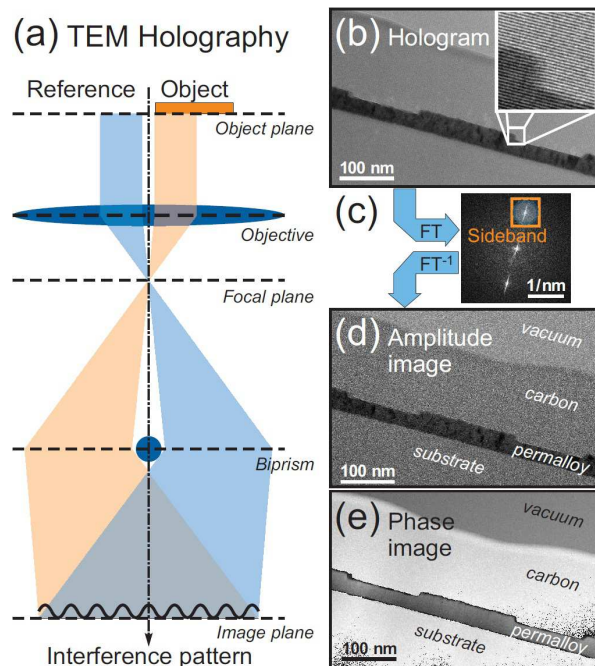 (a) TEM Holography
Reference
Object
Object plane
Objective
Focal plane
Biprism
Image plane
Interference pattern
(b) Hologram
100 nm
(c)
FT
Sideband
FT-1
1/nm
(d) Amplitude
image
vacuum
carbon
permalloy
substrate
100 nm
(e) Phase
image
vacuum
carbon
permalloy
substrate
100 nm